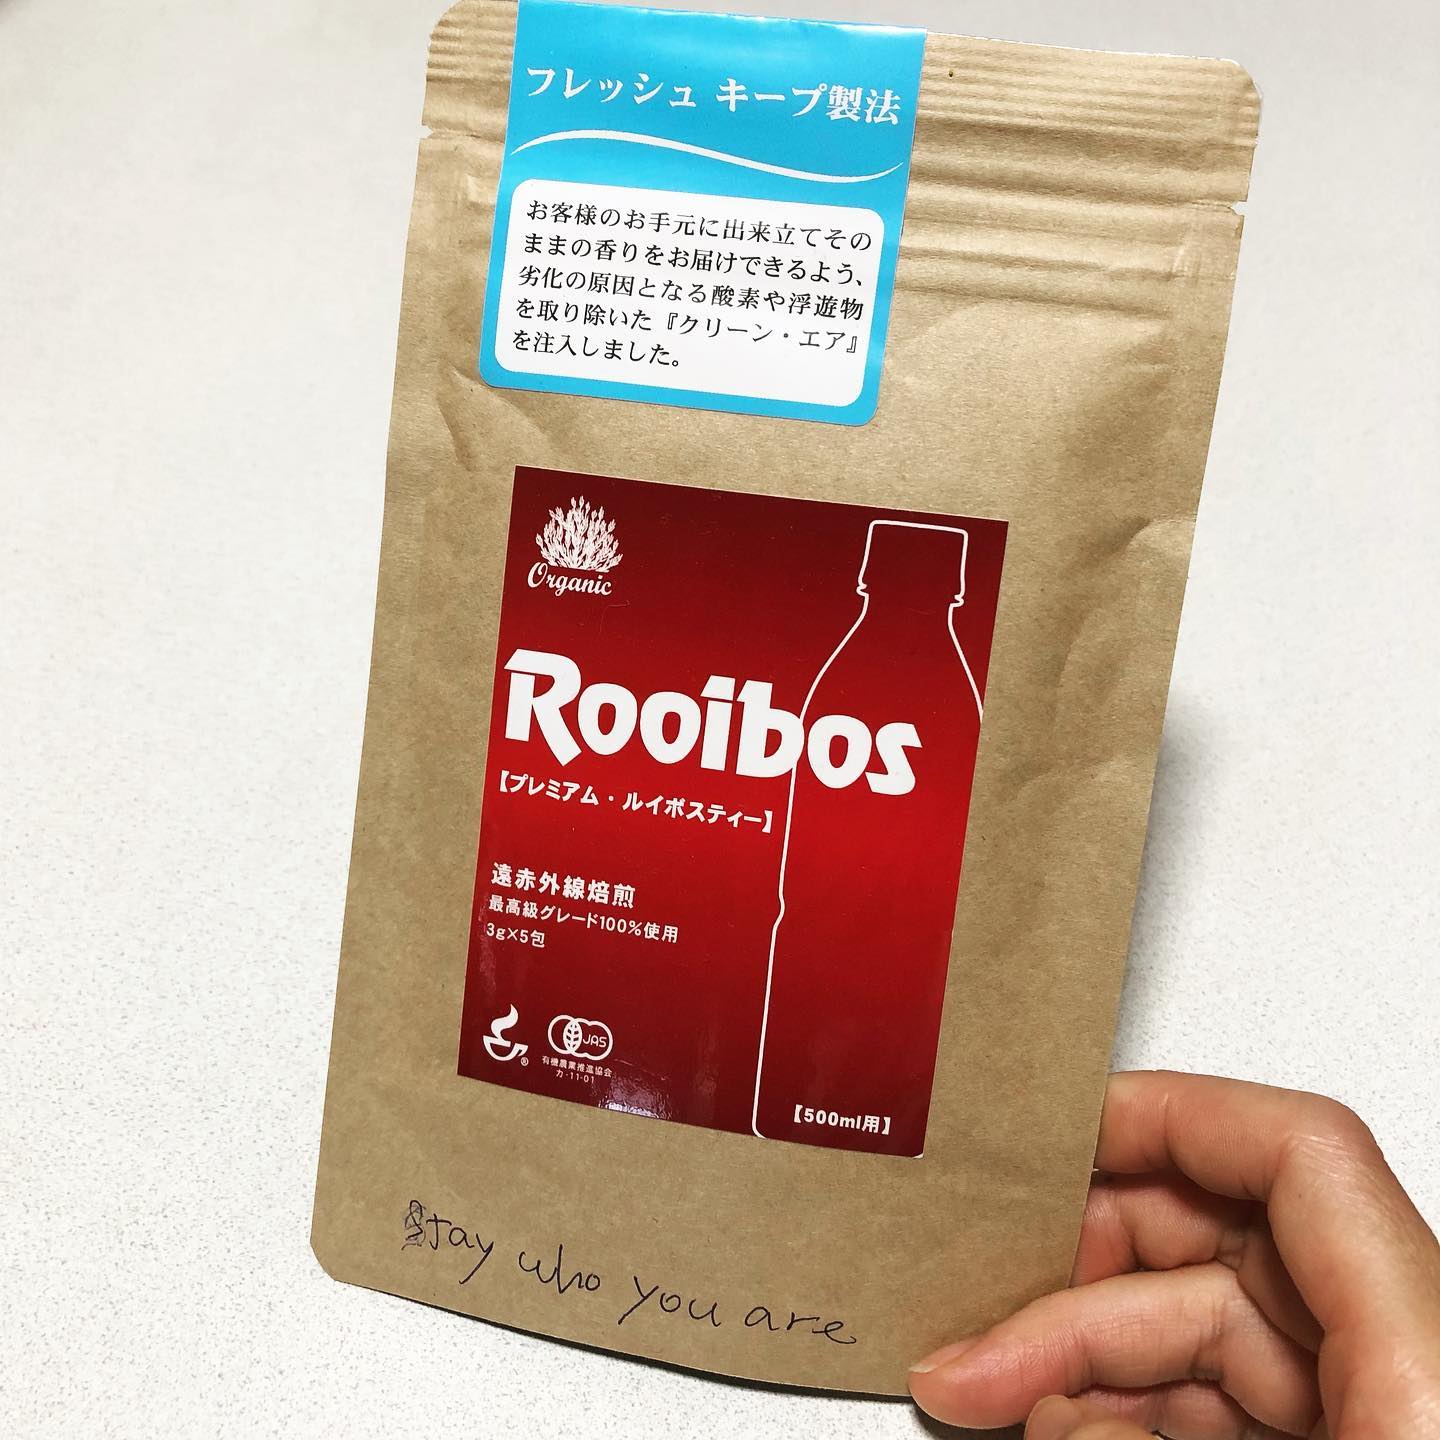 フレッシュ キープ製法
お客様のお手元に出来立てその
ままの香りをお届けできるよう、
劣化の原因となる酸素や浮遊物
を取り除いた『クリーン・エア』
を注入しました。
Organic
Rooibos
【プレミアム・ルイボスティー】
遠赤外線焙煎
最高級グレード100%使用
3g×5包
®
JAS
有機農業推進協会
カ-11-01
【500ml用】
Stay who you are